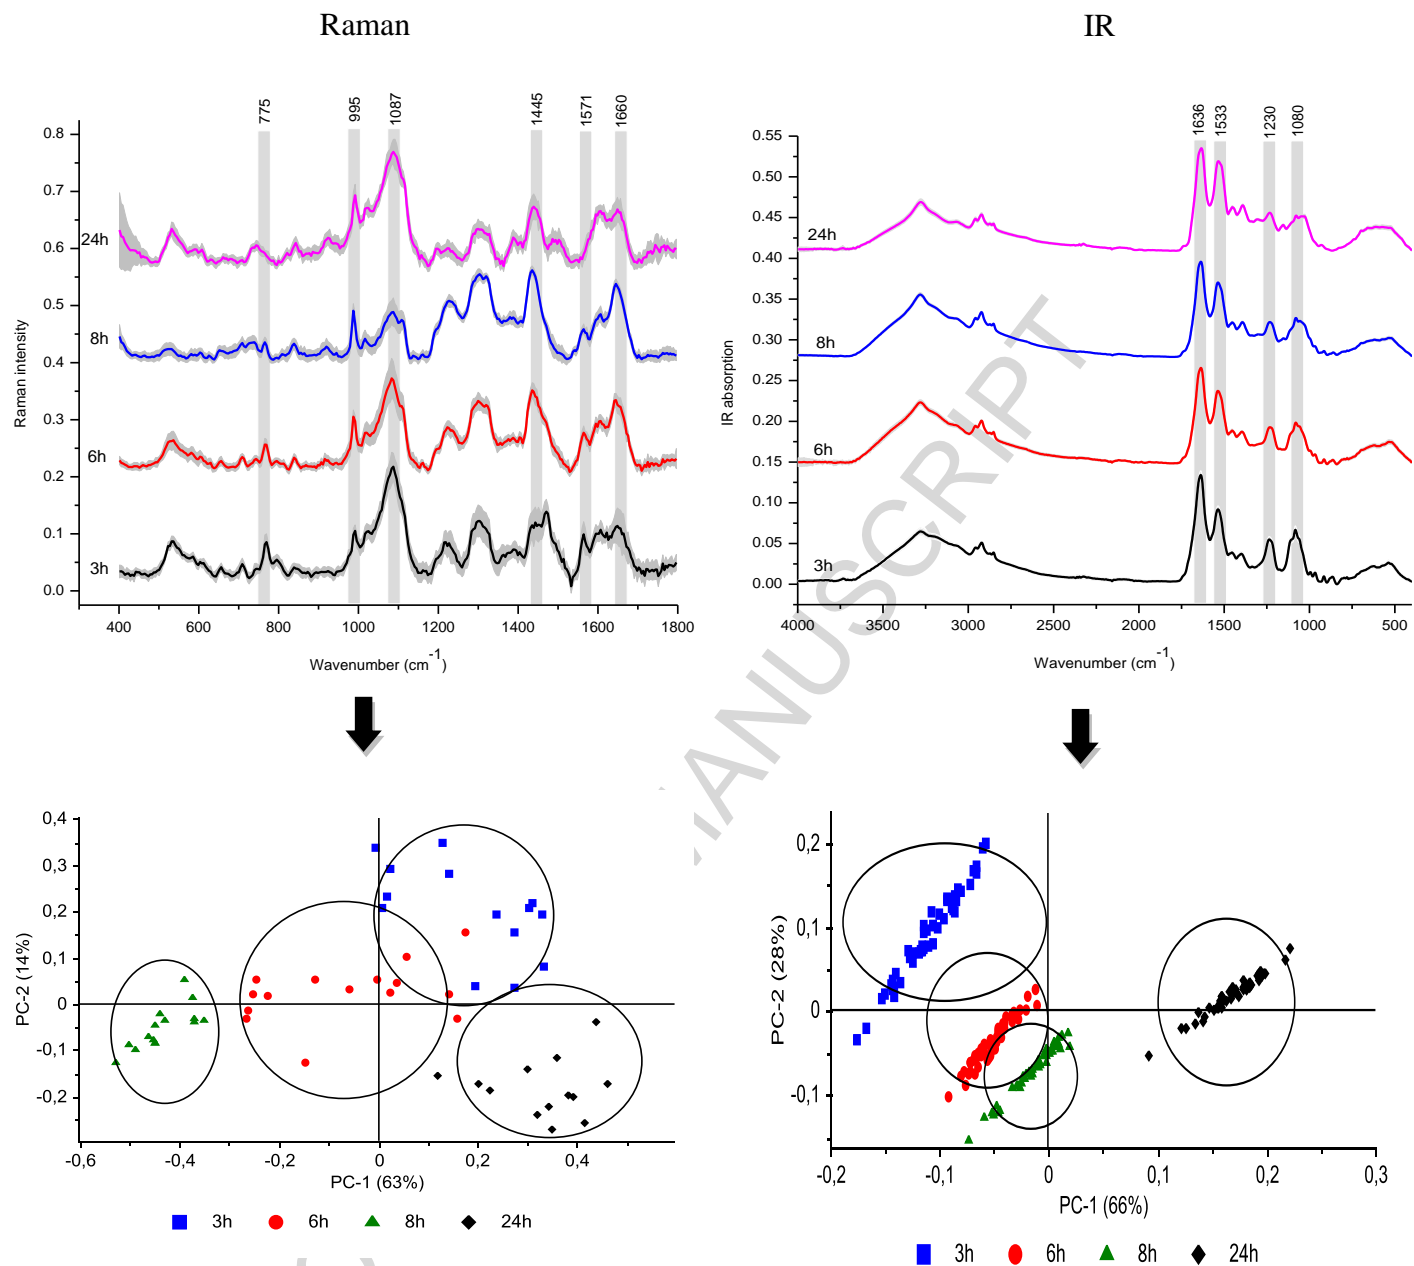 Raman
IR
775
995
1087
1445
1571
1660
0.8
0.7
0.6
0.5
0.4
0.3
0.2
0.1
0.0
Raman intensity
24h
8h
6h
3h
400 600 800 1000 1200 1400 1600 1800
Wavenumber (cm-1)
1636
1533
1230
1080
0.55
0.50
0.45
0.40
0.35
0.30
0.25
0.20
0.15
0.10
0.05
0.00
IR absorption
24h
8h
6h
3h
4000 3500 3000 2500 2000 1500 1000 500
Wavenumber (cm-1)
MANUSCRIPT
0,4
0,3
0,2
0,1
0
-0,1
-0,2
PC-2 (14%)
-0,6 -0,4 -0,2 0 0,2 0,4
PC-1 (63%)
3h 6h 8h 24h
0,2
0,1
0
-0,1
PC-2 (28%)
-0,2 -0,1 0 0,1 0,2 0,3
PC-1 (66%)
3h 6h 8h 24h